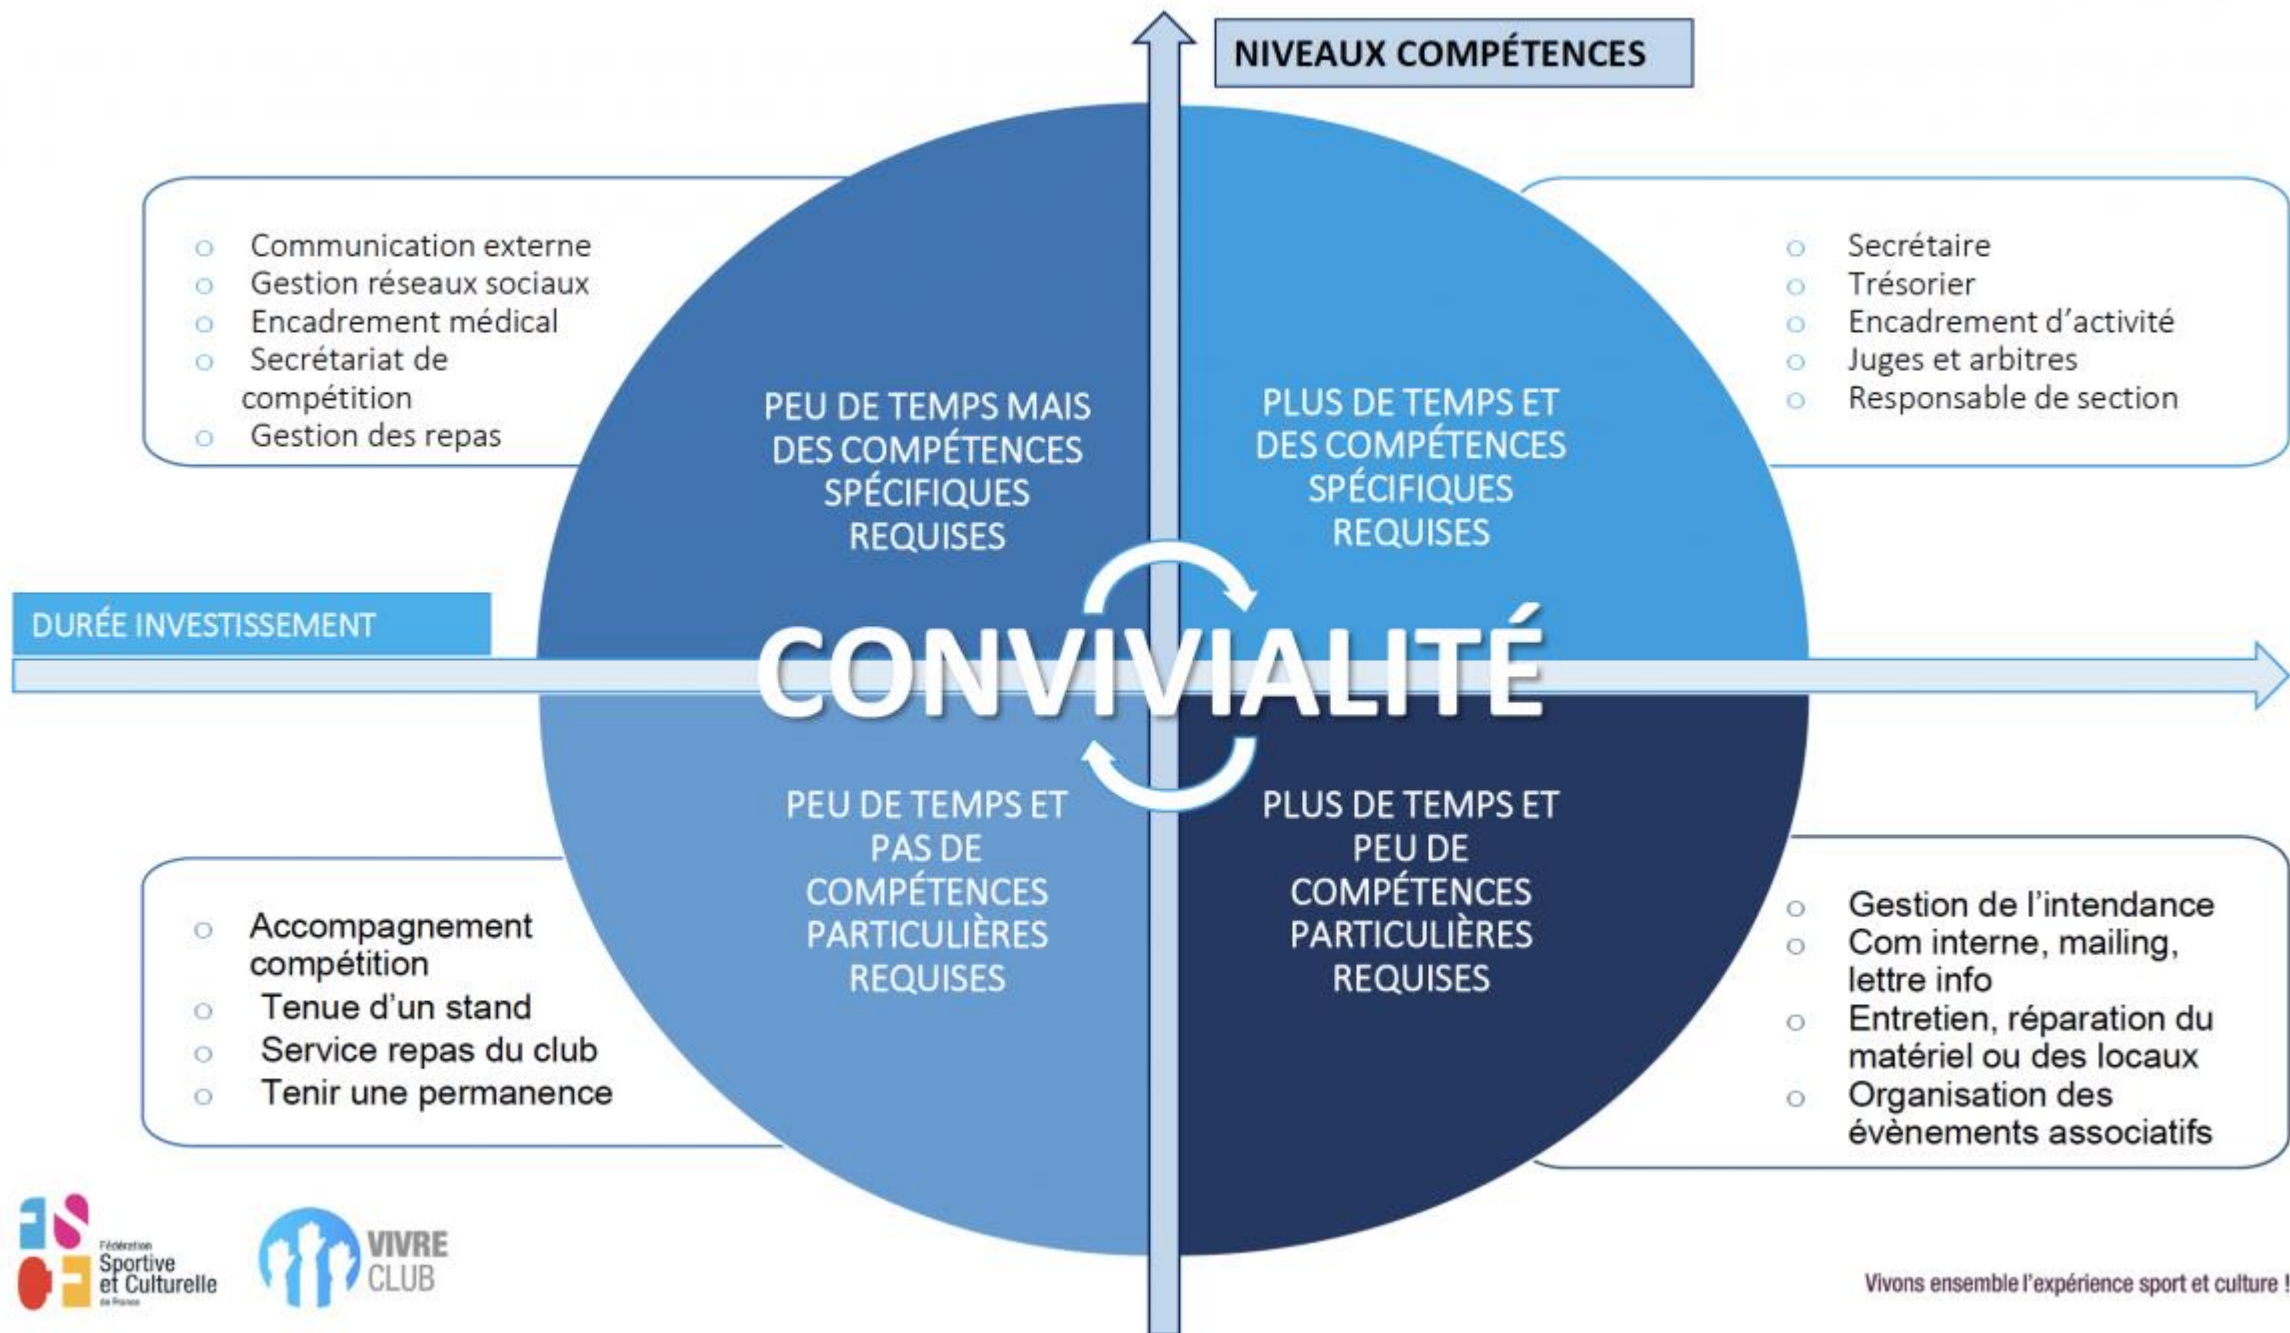 NIVEAUX COMPÉTENCES
Communication externe
Gestion réseaux sociaux
Encadrement médical
Secrétariat de
compétition
Gestion des repas
PEU DE TEMPS MAIS
DES COMPÉTENCES
SPÉCIFIQUES
REQUISES
PLUS DE TEMPS ET
DES COMPÉTENCES
SPÉCIFIQUES
REQUISES
Secrétaire
Trésorier
Encadrement d’activité
Juges et arbitres
Responsable de section
DURÉE INVESTISSEMENT
CONVIVIALITÉ
Accompagnement
compétition
Tenue d’un stand
Service repas du club
Tenir une permanence
PEU DE TEMPS ET
PAS DE
COMPÉTENCES
PARTICULIÈRES
REQUISES
PLUS DE TEMPS ET
PEU DE
COMPÉTENCES
PARTICULIÈRES
REQUISES
Gestion de l’intendance
Com interne, mailing,
lettre info
Entretien, réparation du
matériel ou des locaux
Organisation des
évènements associatifs
FSCF
Fédération
Sportive
et Culturelle
de France
VIVRE
CLUB
Vivons ensemble l’expérience sport et culture !